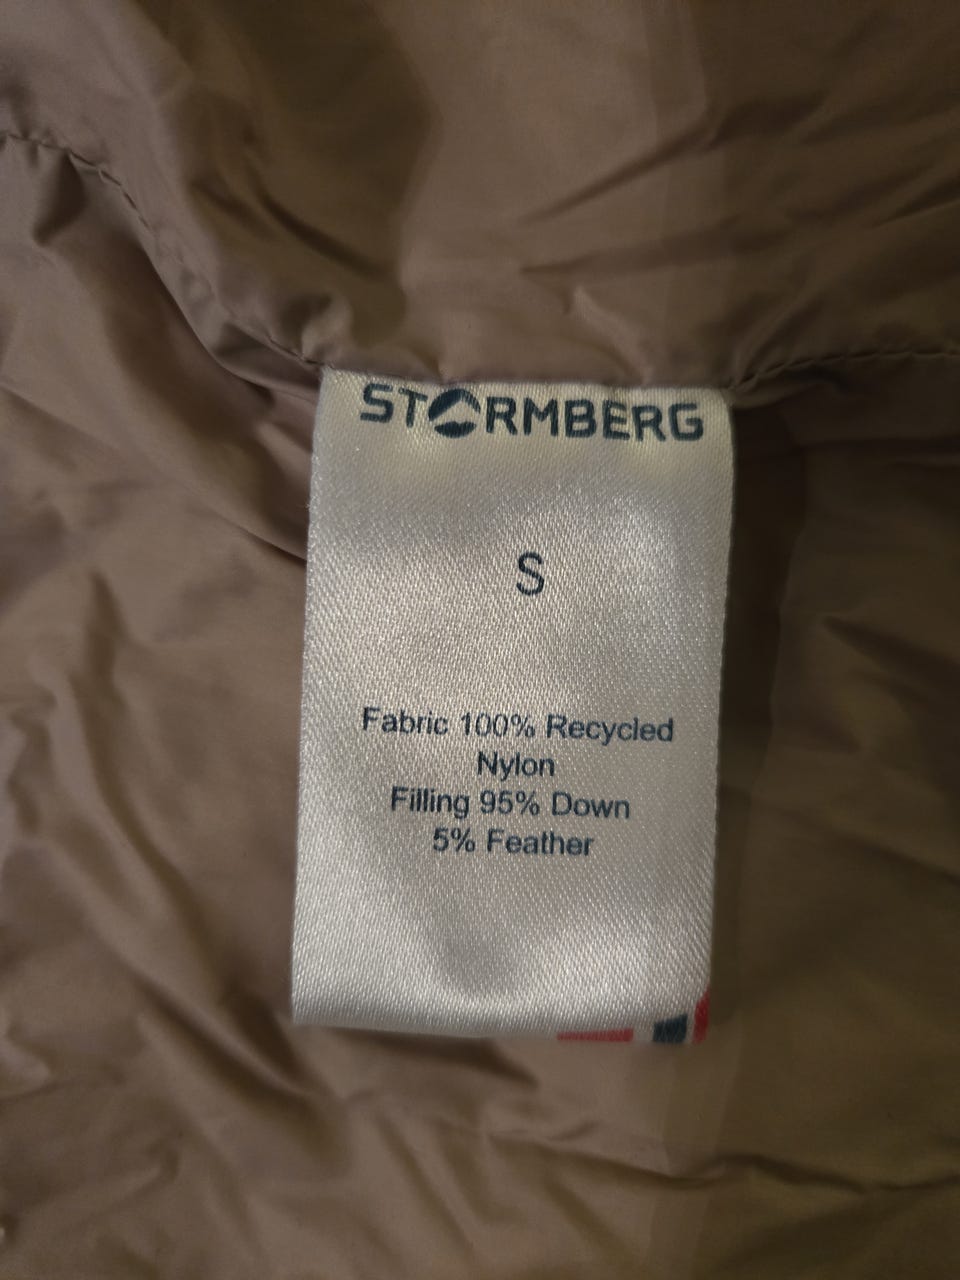 STORMBERG
S
Fabric 100% Recycled
Nylon
Filling 95% Down
5% Feather